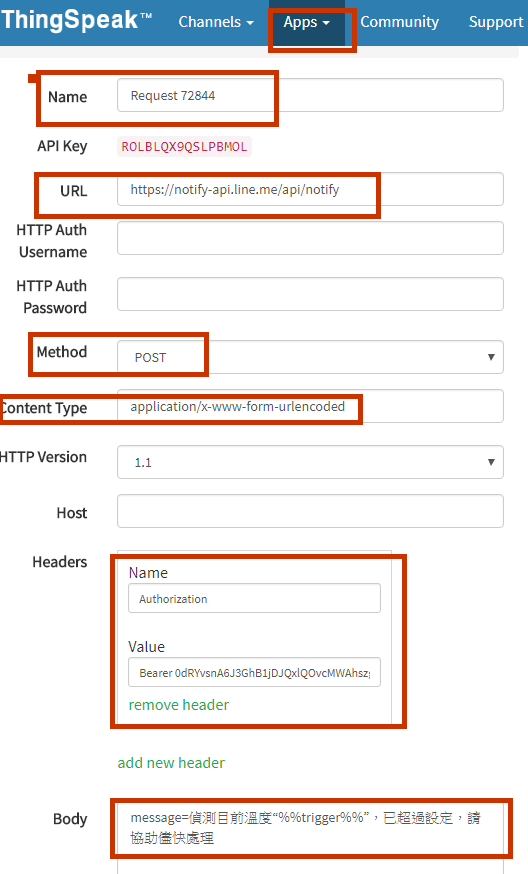 ThingSpeak™ Channels Apps Community Support
Name Request 72844
API Key ROLBLQX9QSLPBMOL
URL https://notify-api.line.me/api/notify
HTTP Auth
Username
HTTP Auth
Password
Method POST
Content Type application/x-www-form-urlencoded
HTTP Version 1.1
Host
Headers
Name
Authorization
Value
Bearer 0dRYvsnA6J3GhB1jDJQxlQOvcMWAhsz
remove header
add new header
Body message=偵測目前溫度“%%trigger%%”，已超過設定，請
協助儘快處理